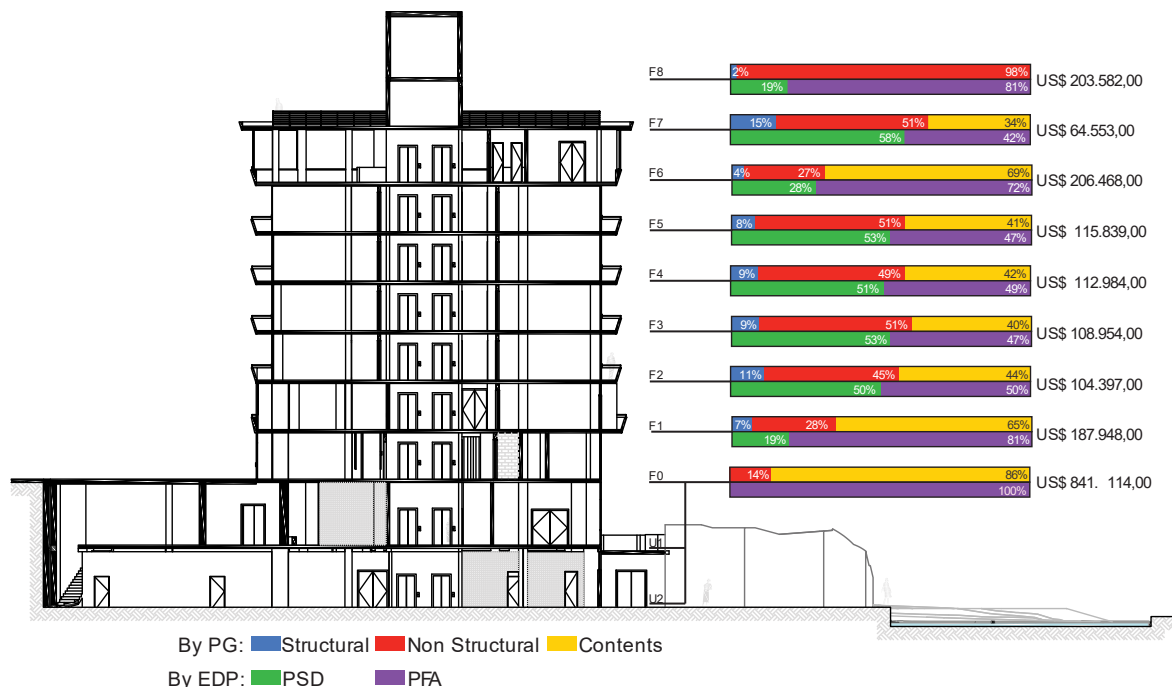 F8
2% 98%
19% 81%
US$ 203.582,00
F7
15% 51% 34%
58% 42%
US$ 64.553,00
F6
4% 27% 69%
28% 72%
US$ 206.468,00
F5
8% 51% 41%
53% 47%
US$ 115.839,00
F4
9% 49% 42%
51% 49%
US$ 112.984,00
F3
9% 51% 40%
53% 47%
US$ 108.954,00
F2
11% 45% 44%
50% 50%
US$ 104.397,00
F1
7% 28% 65%
19% 81%
US$ 187.948,00
F0
14% 86%
100%
US$ 841. 114,00
U1
U2
By PG: Structural Non Structural Contents
By EDP: PSD PFA